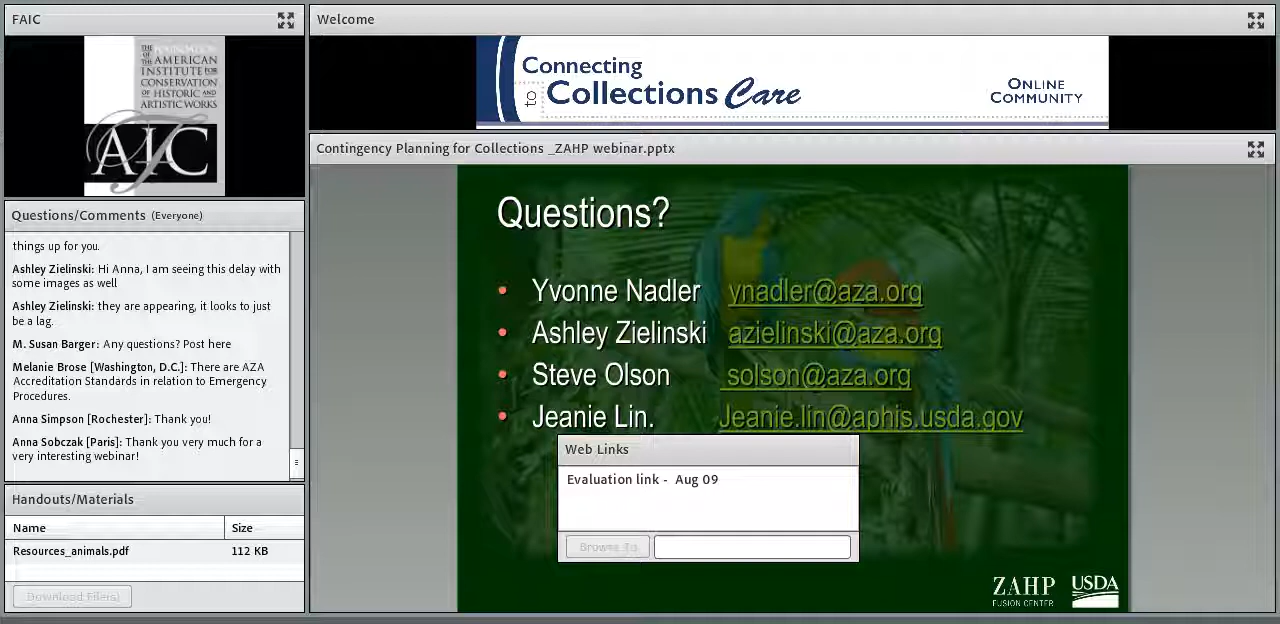 FAIC
THE FOUNDATION
OF THE AMERICAN
INSTITUTE FOR
CONSERVATION
OF HISTORIC AND
ARTISTIC WORKS
AIC
Questions/Comments (Everyone)
things up for you.
Ashley Zielinski: Hi Anna, I am seeing this delay with
some images as well
Ashley Zielinski: they are appearing, it looks to just
be a lag.
M. Susan Barger: Any questions? Post here
Melanie Brose [Washington, D.C.]: There are AZA
Accreditation Standards in relation to Emergency
Procedures.
Anna Simpson [Rochester]: Thank you!
Anna Sobczak [Paris]: Thank you very much for a
very interesting webinar!
Handouts/Materials
Name Size
Resources_animals.pdf 112 KB
Download File(s)
Welcome
Connecting
to Collections Care
ONLINE
COMMUNITY
Contingency Planning for Collections _ZAHP webinar.pptx
Questions?
• Yvonne Nadler ynadler@aza.org
• Ashley Zielinski azielinski@aza.org
• Steve Olson solson@aza.org
• Jeanie Lin. Jeanie.lin@aphis.usda.gov
Web Links
Evaluation link - Aug 09
Browse To
ZAHP
FUSION CENTER
USDA